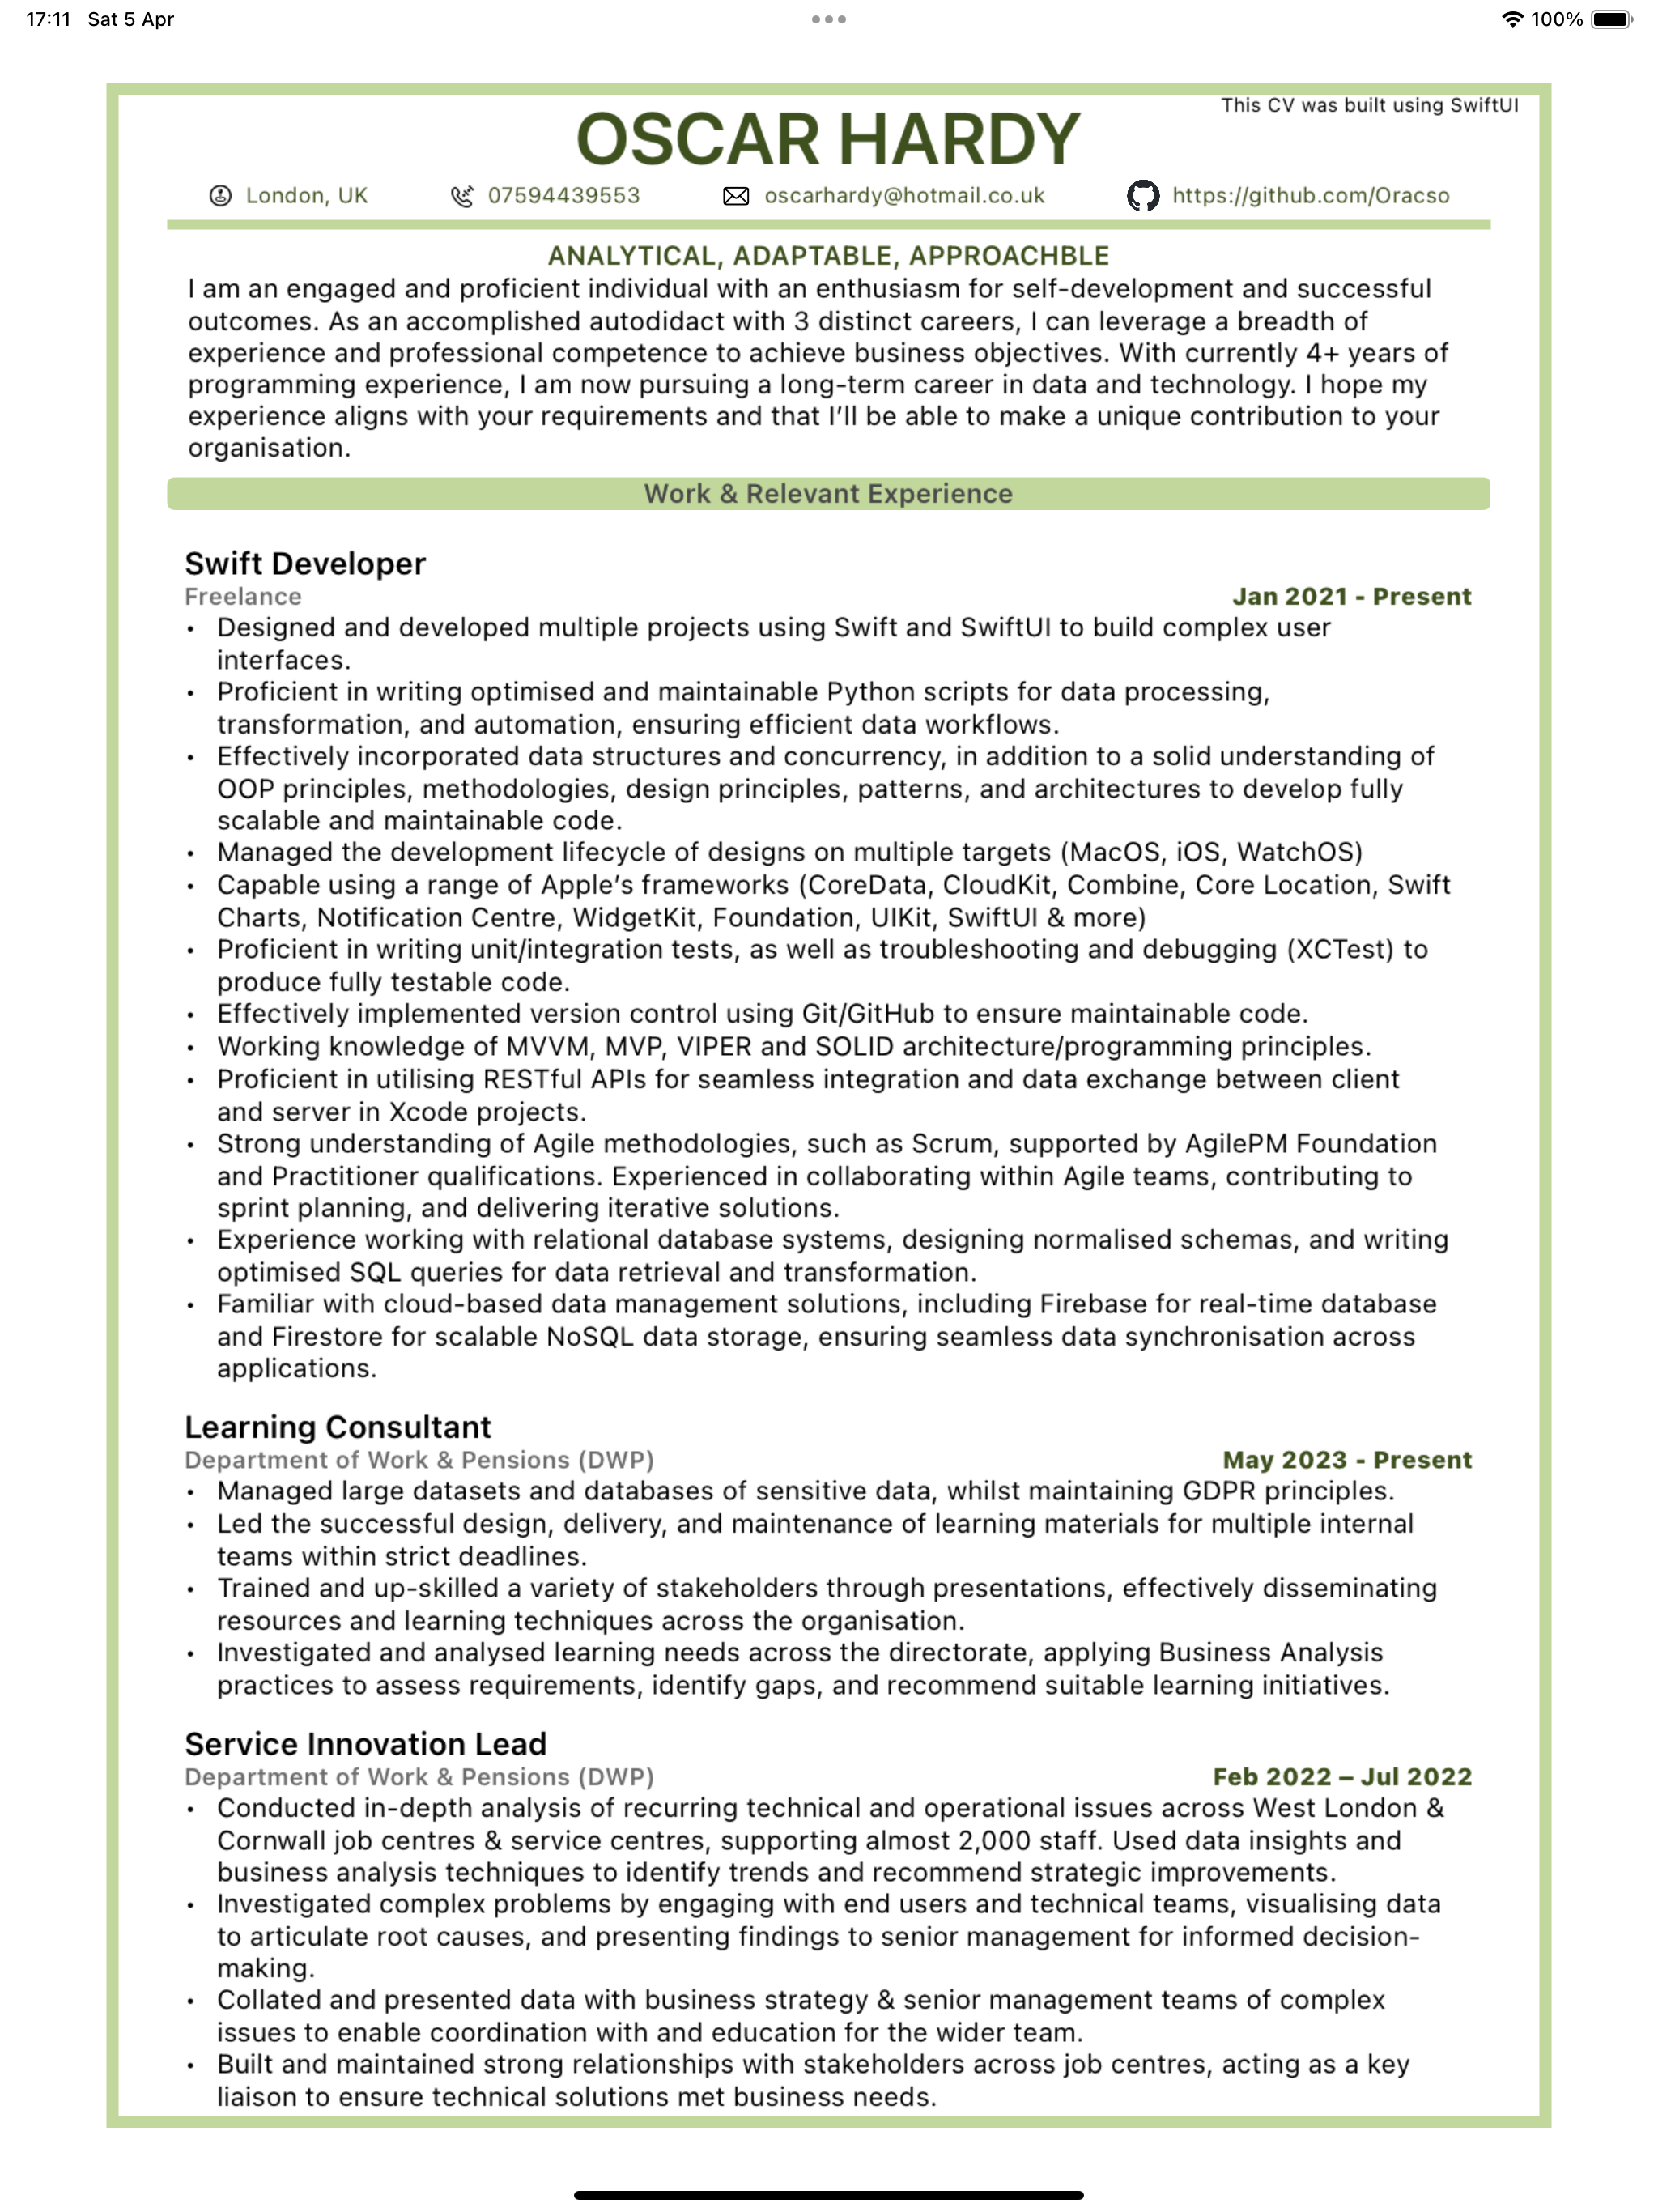 17:11 Sat 5 Apr
100%
This CV was built using SwiftUI
OSCAR HARDY
London, UK 07594439553 oscarhardy@hotmail.co.uk https://github.com/Oracso
ANALYTICAL, ADAPTABLE, APPROACHBLE
I am an engaged and proficient individual with an enthusiasm for self-development and successful
outcomes. As an accomplished autodidact with 3 distinct careers, I can leverage a breadth of
experience and professional competence to achieve business objectives. With currently 4+ years of
programming experience, I am now pursuing a long-term career in data and technology. I hope my
experience aligns with your requirements and that I’ll be able to make a unique contribution to your
organisation.
Work & Relevant Experience
Swift Developer
Freelance Jan 2021 - Present
• Designed and developed multiple projects using Swift and SwiftUI to build complex user
interfaces.
• Proficient in writing optimised and maintainable Python scripts for data processing,
transformation, and automation, ensuring efficient data workflows.
• Effectively incorporated data structures and concurrency, in addition to a solid understanding of
OOP principles, methodologies, design principles, patterns, and architectures to develop fully
scalable and maintainable code.
• Managed the development lifecycle of designs on multiple targets (MacOS, iOS, WatchOS)
• Capable using a range of Apple’s frameworks (CoreData, CloudKit, Combine, Core Location, Swift
Charts, Notification Centre, WidgetKit, Foundation, UIKit, SwiftUI & more)
• Proficient in writing unit/integration tests, as well as troubleshooting and debugging (XCTest) to
produce fully testable code.
• Effectively implemented version control using Git/GitHub to ensure maintainable code.
• Working knowledge of MVVM, MVP, VIPER and SOLID architecture/programming principles.
• Proficient in utilising RESTful APIs for seamless integration and data exchange between client
and server in Xcode projects.
• Strong understanding of Agile methodologies, such as Scrum, supported by AgilePM Foundation
and Practitioner qualifications. Experienced in collaborating within Agile teams, contributing to
sprint planning, and delivering iterative solutions.
• Experience working with relational database systems, designing normalised schemas, and writing
optimised SQL queries for data retrieval and transformation.
• Familiar with cloud-based data management solutions, including Firebase for real-time database
and Firestore for scalable NoSQL data storage, ensuring seamless data synchronisation across
applications.
Learning Consultant
Department of Work & Pensions (DWP) May 2023 - Present
• Managed large datasets and databases of sensitive data, whilst maintaining GDPR principles.
• Led the successful design, delivery, and maintenance of learning materials for multiple internal
teams within strict deadlines.
• Trained and up-skilled a variety of stakeholders through presentations, effectively disseminating
resources and learning techniques across the organisation.
• Investigated and analysed learning needs across the directorate, applying Business Analysis
practices to assess requirements, identify gaps, and recommend suitable learning initiatives.
Service Innovation Lead
Department of Work & Pensions (DWP) Feb 2022 – Jul 2022
• Conducted in-depth analysis of recurring technical and operational issues across West London &
Cornwall job centres & service centres, supporting almost 2,000 staff. Used data insights and
business analysis techniques to identify trends and recommend strategic improvements.
• Investigated complex problems by engaging with end users and technical teams, visualising data
to articulate root causes, and presenting findings to senior management for informed decision-
making.
• Collated and presented data with business strategy & senior management teams of complex
issues to enable coordination with and education for the wider team.
• Built and maintained strong relationships with stakeholders across job centres, acting as a key
liaison to ensure technical solutions met business needs.